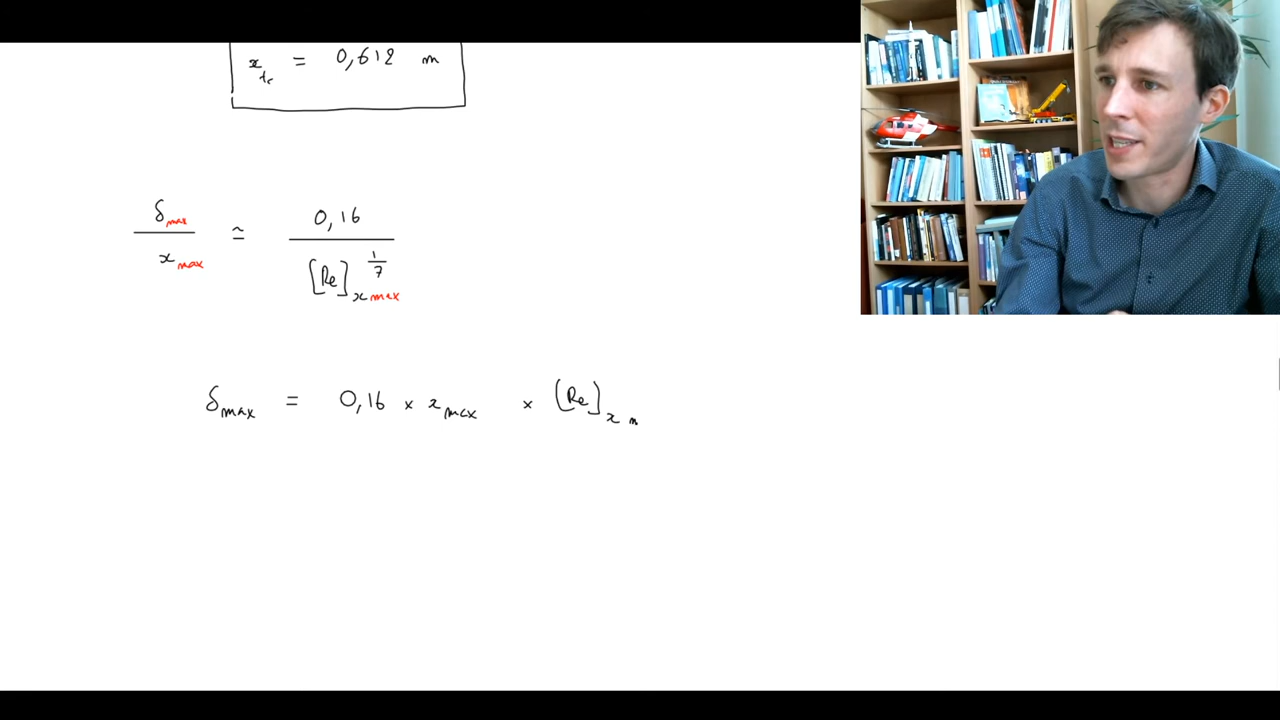 x_tr = 0,612 m
δ_max / x_max ≅ 0,16 / [Re]_x max^(1/7)
δ_max = 0,16 × x_max × [Re]_x m